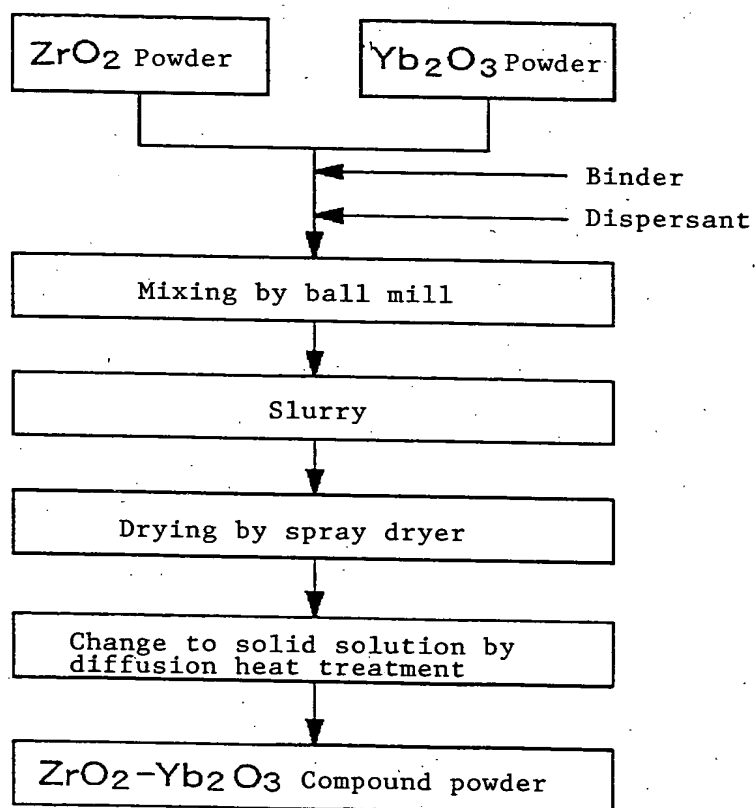 ZrO2 Powder
Yb2O3 Powder
Binder
Dispersant
Mixing by ball mill
Slurry
Drying by spray dryer
Change to solid solution by
diffusion heat treatment
ZrO2-Yb2O3 Compound powder